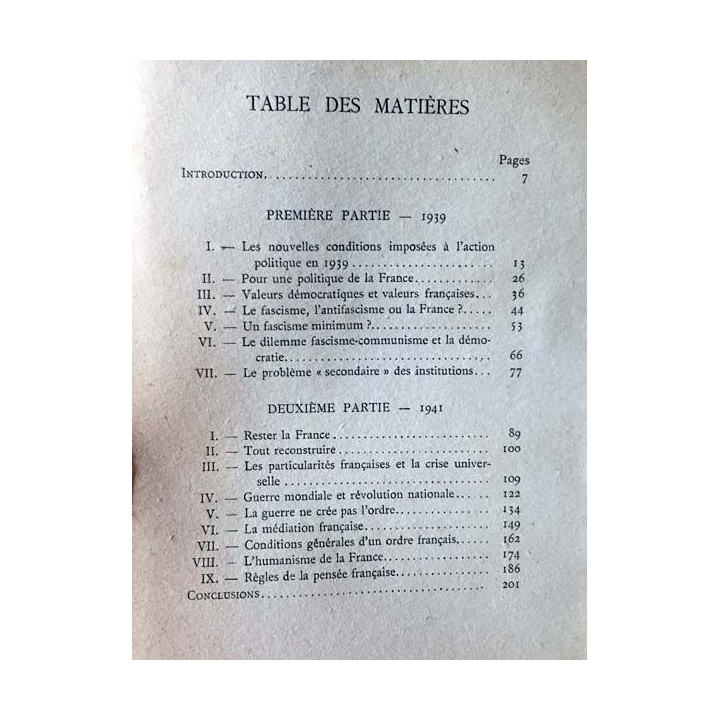 TABLE DES MATIÈRES
Pages
INTRODUCTION. . . . . . . . . . . . . . . . . . . . . . . . . . . . . . . . . 7
PREMIÈRE PARTIE — 1939
I. — Les nouvelles conditions imposées à l'action
politique en 1939 . . . . . . . . . . . . . . . . . . . . . . . 13
II. — Pour une politique de la France. . . . . . . . . . . . . 26
III. — Valeurs démocratiques et valeurs françaises. . . 36
IV. — Le fascisme, l'antifascisme ou la France ?. . . . . 44
V. — Un fascisme minimum ?. . . . . . . . . . . . . . . . . . . . 53
VI. — Le dilemme fascisme-communisme et la démo-
cratie. . . . . . . . . . . . . . . . . . . . . . . . . . . . . . . . . 66
VII. — Le problème « secondaire » des institutions. . . 77
DEUXIÈME PARTIE — 1941
I. — Rester la France. . . . . . . . . . . . . . . . . . . . . . . . . . 89
II. — Tout reconstruire . . . . . . . . . . . . . . . . . . . . . . . . . 100
III. — Les particularités françaises et la crise univer-
selle . . . . . . . . . . . . . . . . . . . . . . . . . . . . . . . . . . 109
IV. — Guerre mondiale et révolution nationale. . . . . . 122
V. — La guerre ne crée pas l'ordre. . . . . . . . . . . . . . . . 134
VI. — La médiation française. . . . . . . . . . . . . . . . . . . . . 149
VII. — Conditions générales d'un ordre français. . . . . 162
VIII. — L'humanisme de la France. . . . . . . . . . . . . . . . . . 174
IX. — Règles de la pensée française. . . . . . . . . . . . . . . 186
CONCLUSIONS. . . . . . . . . . . . . . . . . . . . . . . . . . . . . . . . 201